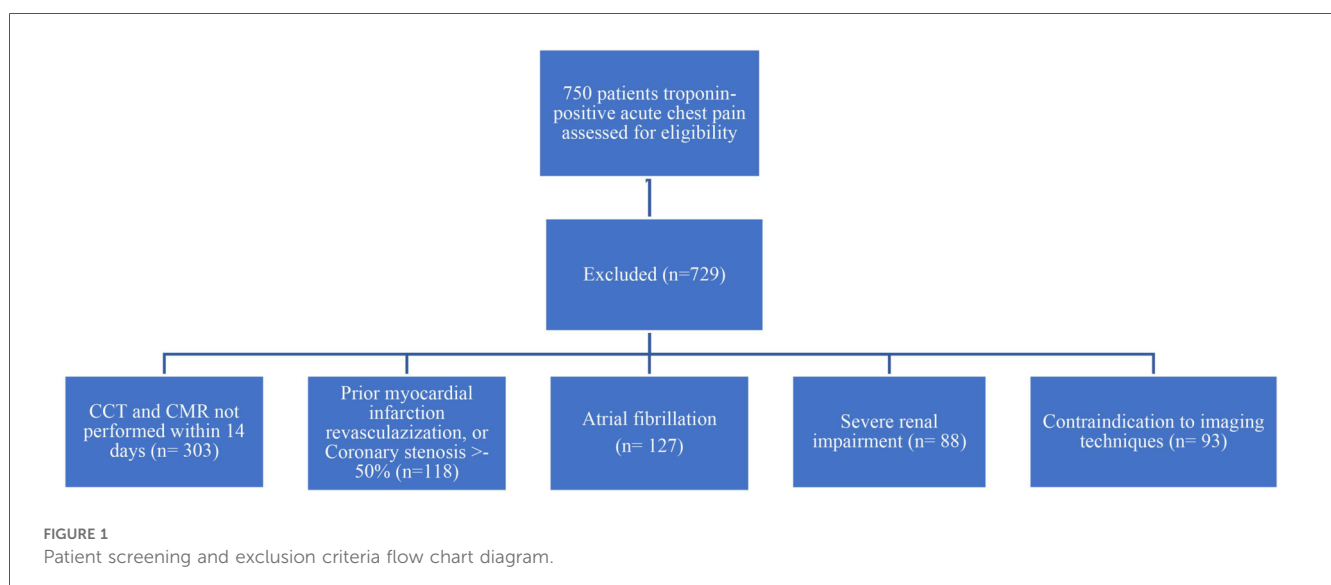 750 patients troponin-
positive acute chest pain
assessed for eligibility
Excluded (n=729)
CCT and CMR not
performed within 14
days (n= 303)
Prior myocardial
infarction
revasculazization, or
Coronary stenosis >-
50% (n=118)
Atrial fibrillation
(n= 127)
Severe renal
impairment (n= 88)
Contraindication to imaging
techniques (n= 93)
FIGURE 1
Patient screening and exclusion criteria flow chart diagram.